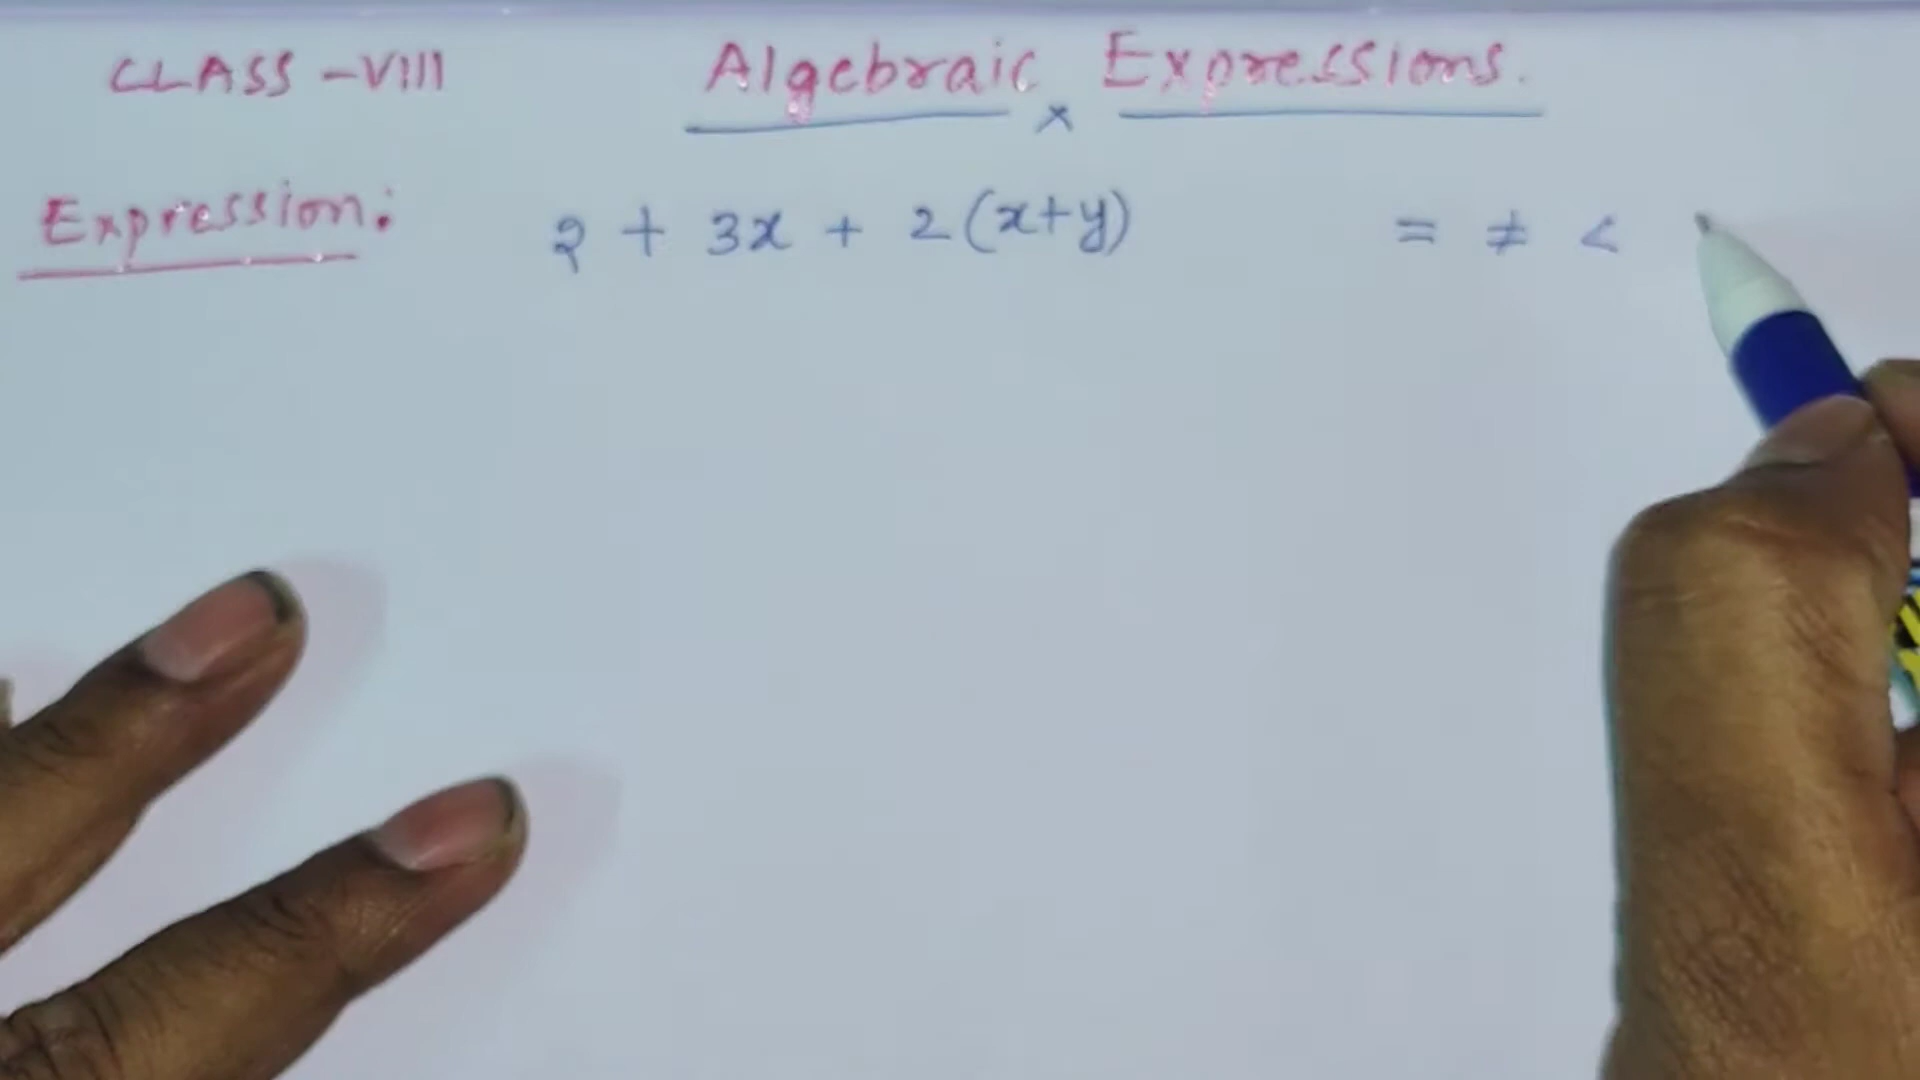 CLASS -VIII Algebraic Expressions.
x
Expression: 2 + 3x + 2(x+y) = ≠ <